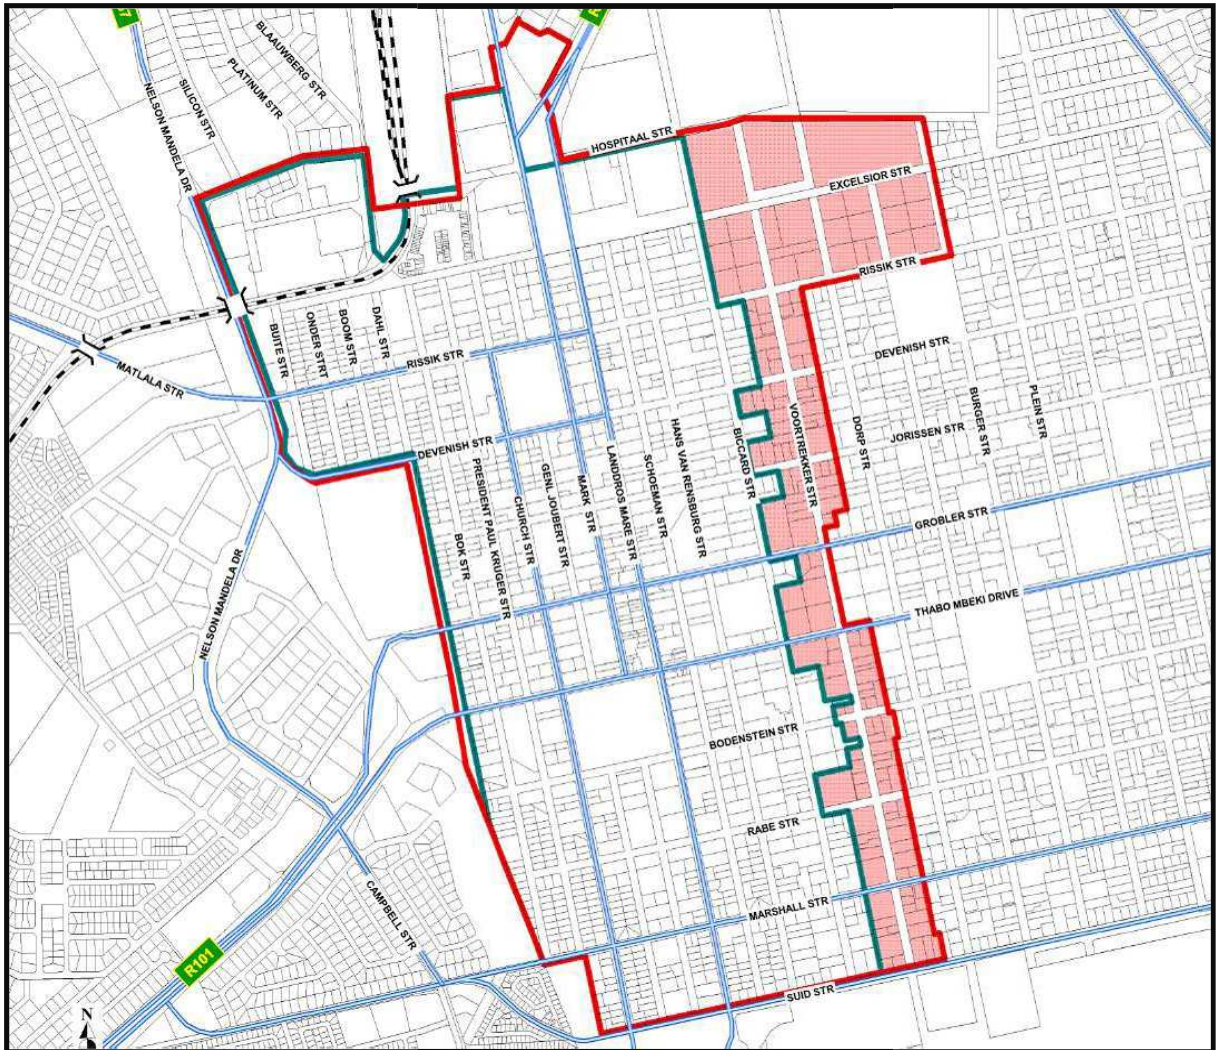 BLAAUWBERG STR
PLATINUM STR
SILICON STR
NELSON MANDELA DR
HOSPITAAL STR
EXCELSIOR STR
RISSIK STR
BUITE STR
ONDER STRT
BOOM STR
DAHL STR
RISSIK STR
MATLALA STR
DEVENISH STR
DEVENISH STR
BOK STR
PRESIDENT PAUL KRUGER STR
CHURCH STR
GENL JOUBERT STR
MARK STR
LANDDROS MARE STR
SCHOEMAN STR
HANS VAN RENSBURG STR
BICCARD STR
VOORTREKKER STR
DORP STR
JORISSEN STR
BURGER STR
PLEIN STR
GROBLER STR
NELSON MANDELA DR
THABO MBEKI DRIVE
BODENSTEIN STR
RABE STR
CAMPBELL STR
MARSHALL STR
R101
SUID STR
N